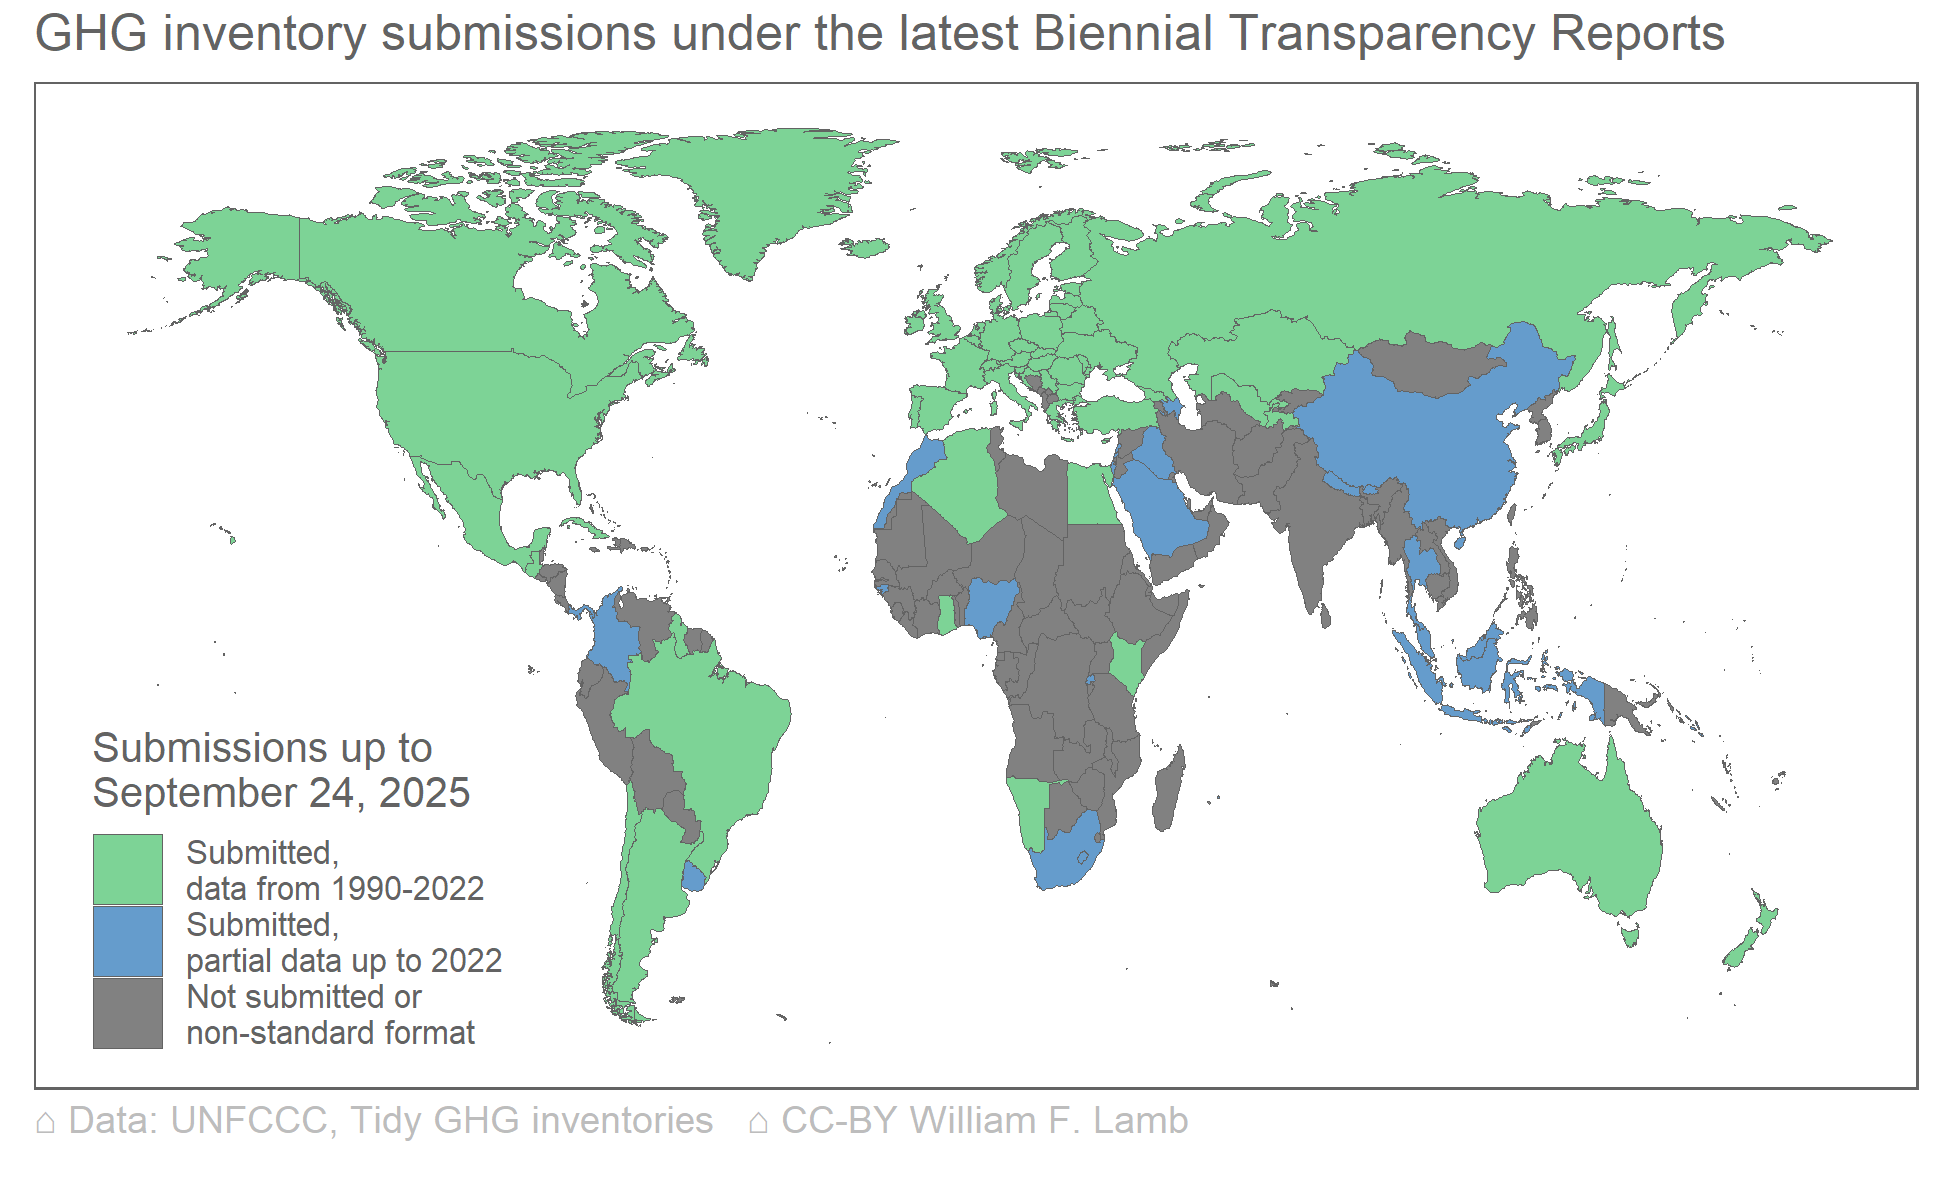 GHG inventory submissions under the latest Biennial Transparency Reports
Submissions up to
September 24, 2025
Submitted,
data from 1990-2022
Submitted,
partial data up to 2022
Not submitted or
non-standard format
⌂ Data: UNFCCC, Tidy GHG inventories ⌂ CC-BY William F. Lamb